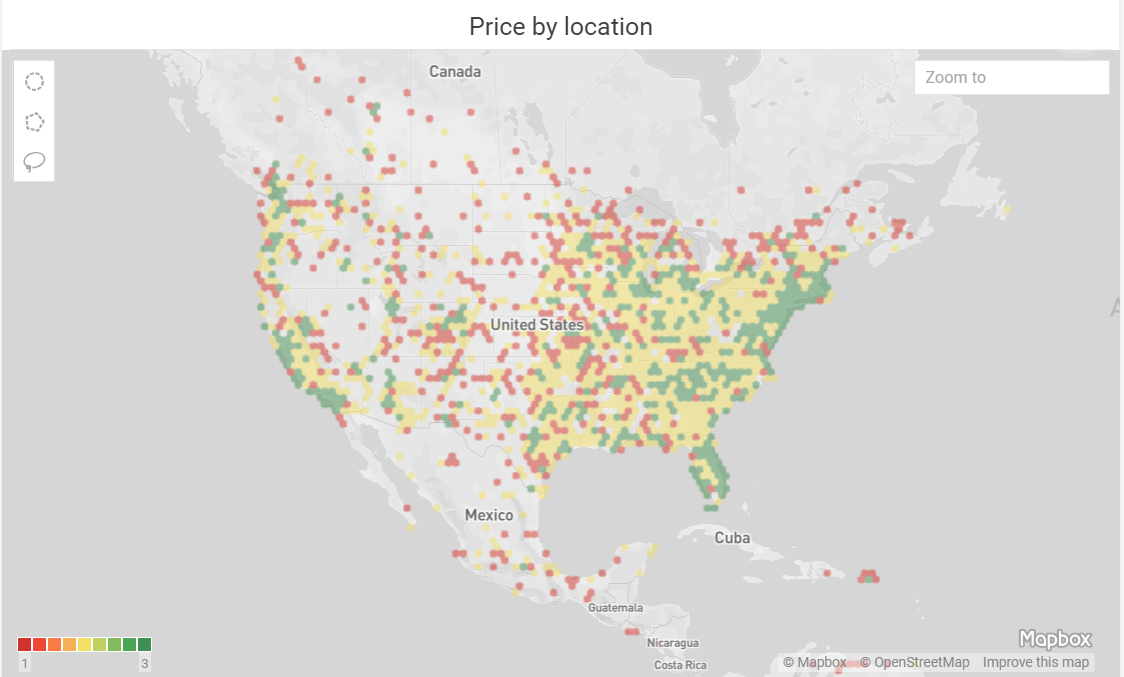 Price by location
Zoom to
Canada
United States
Mexico
Cuba
Guatemala
Nicaragua
Costa Rica
A
1
3
Mapbox
© Mapbox © OpenStreetMap Improve this map